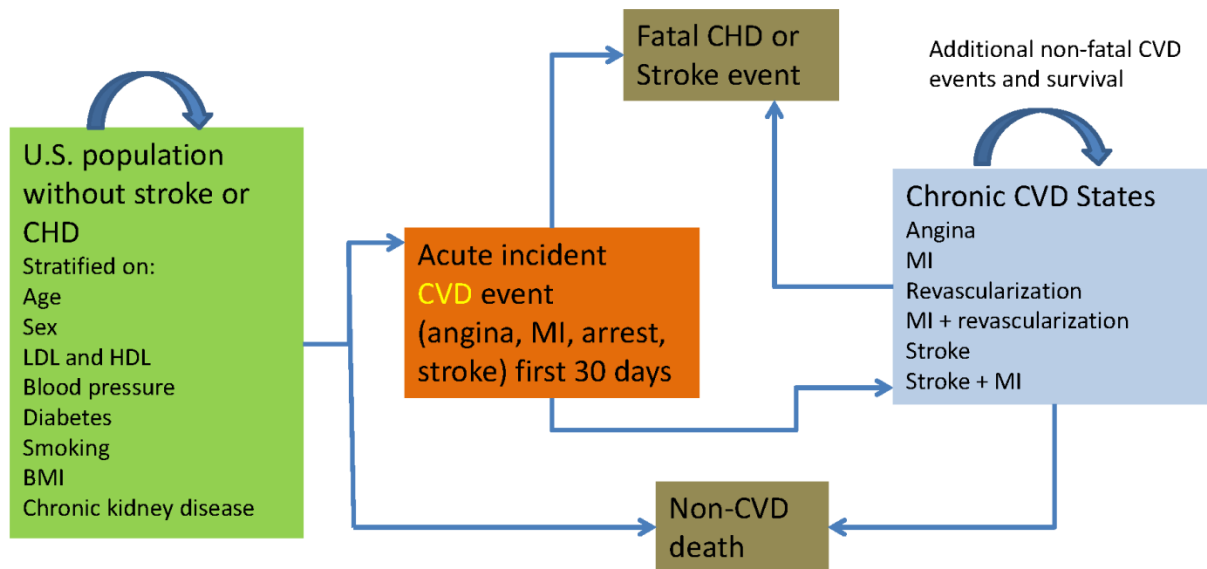 U.S. population
without stroke or
CHD
Stratified on:
Age
Sex
LDL and HDL
Blood pressure
Diabetes
Smoking
BMI
Chronic kidney disease
Acute incident
CVD event
(angina, MI, arrest,
stroke) first 30 days
Fatal CHD or
Stroke event
Non-CVD
death
Additional non-fatal CVD
events and survival
Chronic CVD States
Angina
MI
Revascularization
MI + revascularization
Stroke
Stroke + MI